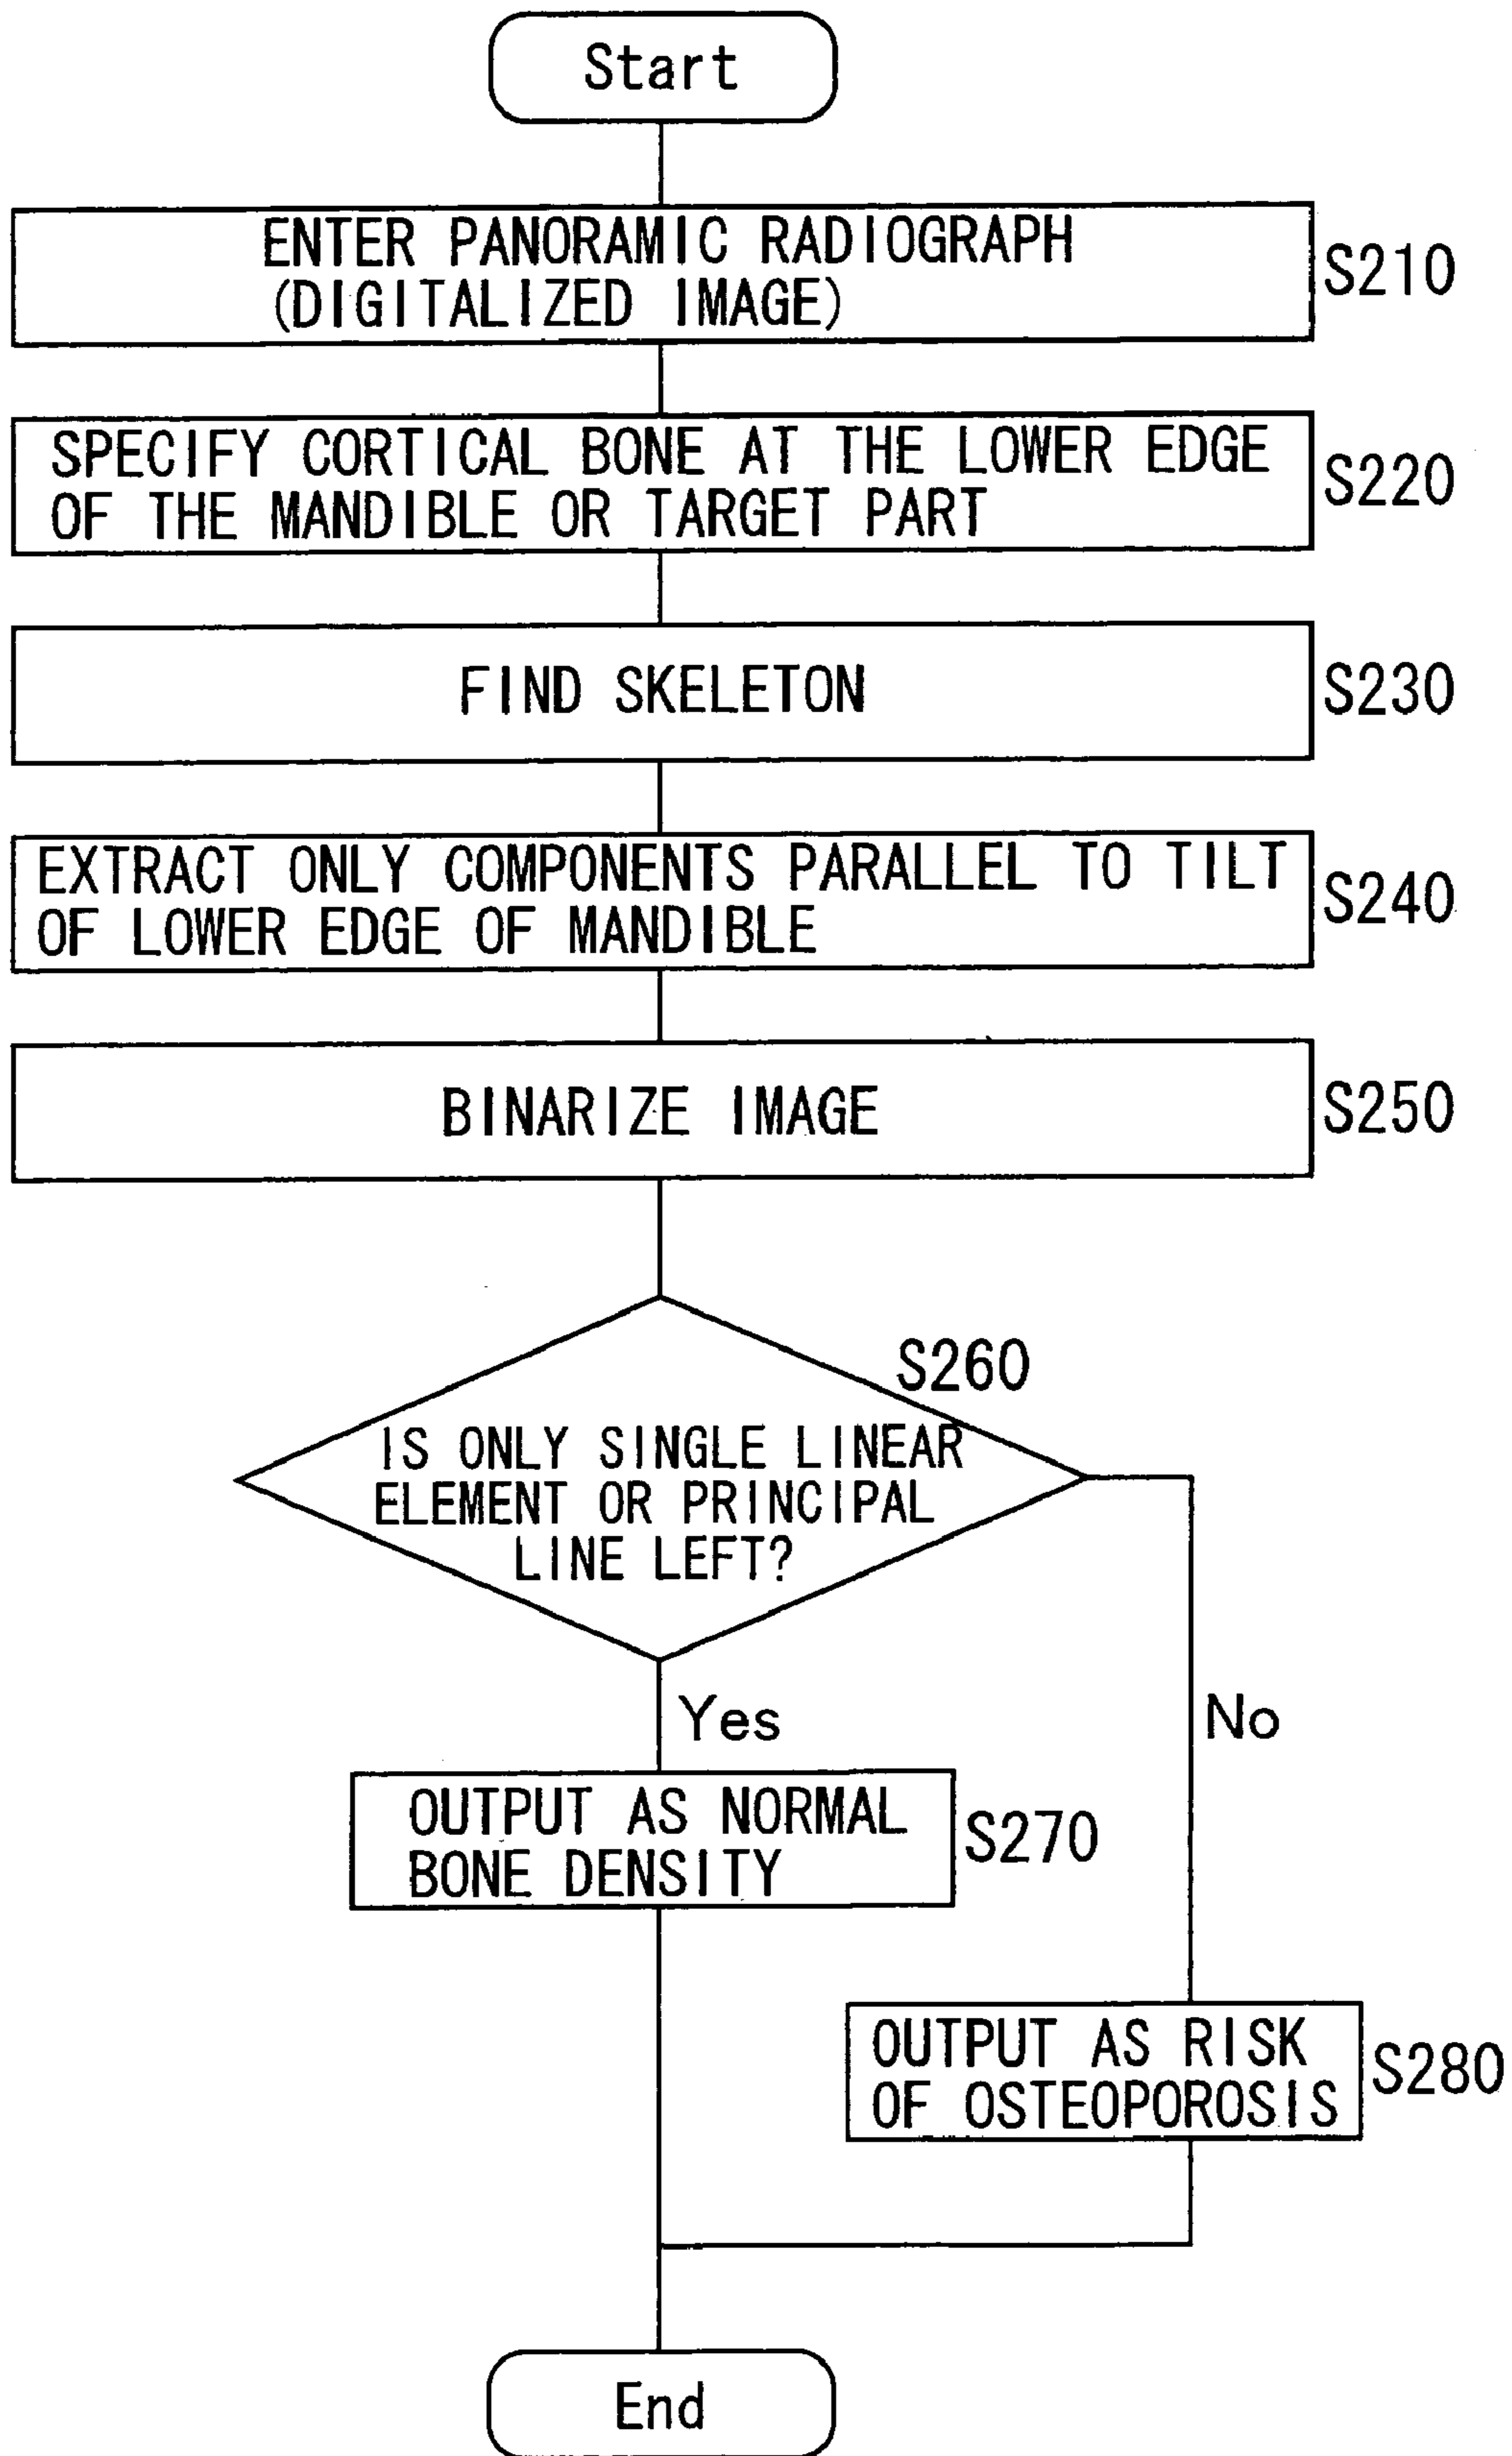 Start
ENTER PANORAMIC RADIOGRAPH
(DIGITALIZED IMAGE)
S210
SPECIFY CORTICAL BONE AT THE LOWER EDGE
OF THE MANDIBLE OR TARGET PART
S220
FIND SKELETON
S230
EXTRACT ONLY COMPONENTS PARALLEL TO TILT
OF LOWER EDGE OF MANDIBLE
S240
BINARIZE IMAGE
S250
S260
IS ONLY SINGLE LINEAR
ELEMENT OR PRINCIPAL
LINE LEFT?
Yes
No
OUTPUT AS NORMAL
BONE DENSITY
S270
OUTPUT AS RISK
OF OSTEOPOROSIS
S280
End